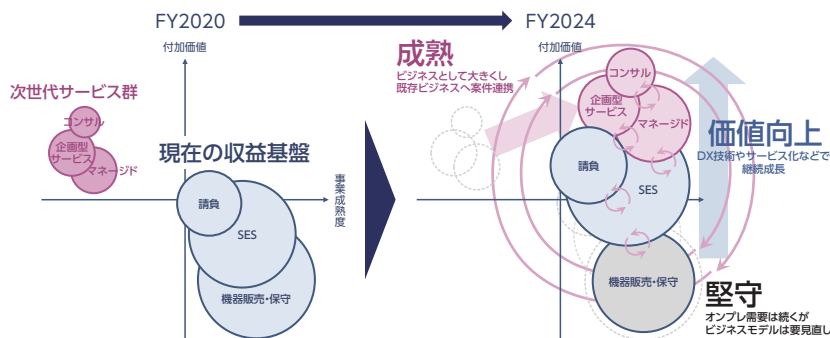 FY2020
FY2024
付加価値
次世代サービス群
コンサル
企画型
サービス
マネージド
現在の収益基盤
請負
SES
機器販売・保守
事業成熟度
付加価値
成熟
ビジネスとして大きくし
既存ビジネスへ案件連携
コンサル
企画型
サービス
マネージド
請負
SES
機器販売・保守
価値向上
DX技術やサービス化などで
継続成長
堅守
オンプレ需要は続くが
ビジネスモデルは要見直し